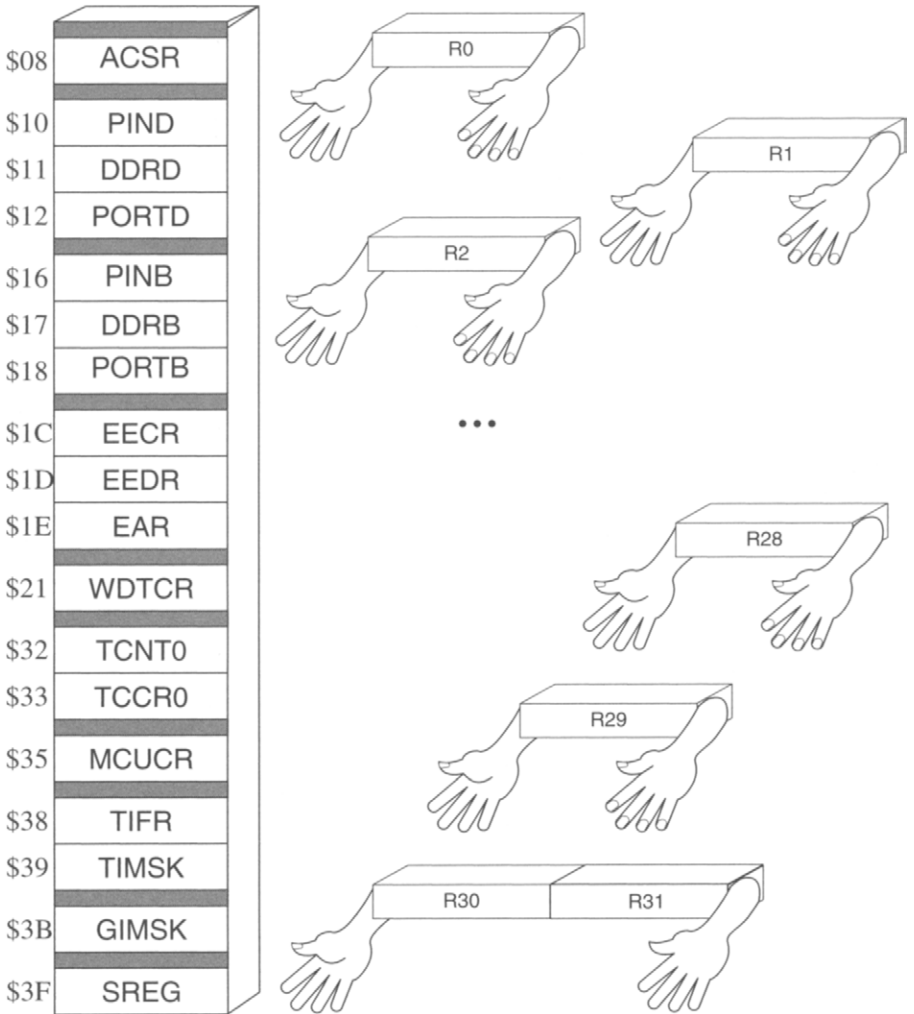 $08 ACSR
$10 PIND
$11 DDRD
$12 PORTD
$16 PINB
$17 DDRB
$18 PORTB
$1C EECR
$1D EEDR
$1E EAR
$21 WDTCR
$32 TCNT0
$33 TCCR0
$35 MCUCR
$38 TIFR
$39 TIMSK
$3B GIMSK
$3F SREG
R0
R1
R2
...
R28
R29
R30 R31